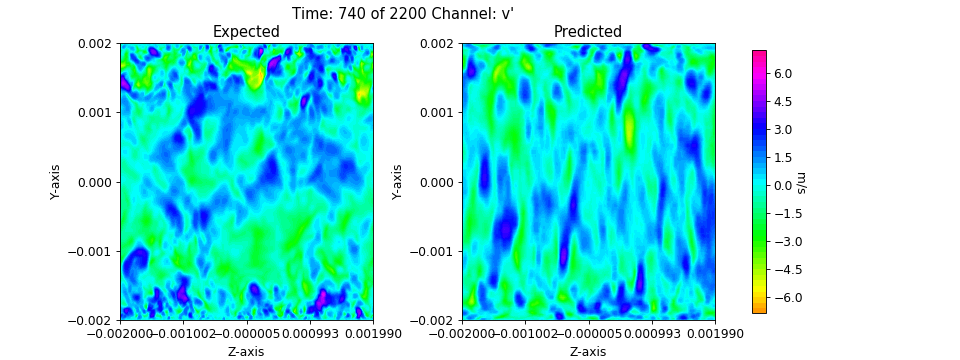 Time: 740 of 2200 Channel: v'
Expected
Predicted
0.002
0.001
0.000
−0.001
−0.002
Y-axis
−0.002000 −0.001002 −0.000005 0.000993 0.001990
Z-axis
0.002
0.001
0.000
−0.001
−0.002
Y-axis
−0.002000 −0.001002 −0.000005 0.000993 0.001990
Z-axis
6.0
4.5
3.0
1.5
0.0
−1.5
−3.0
−4.5
−6.0
m/s